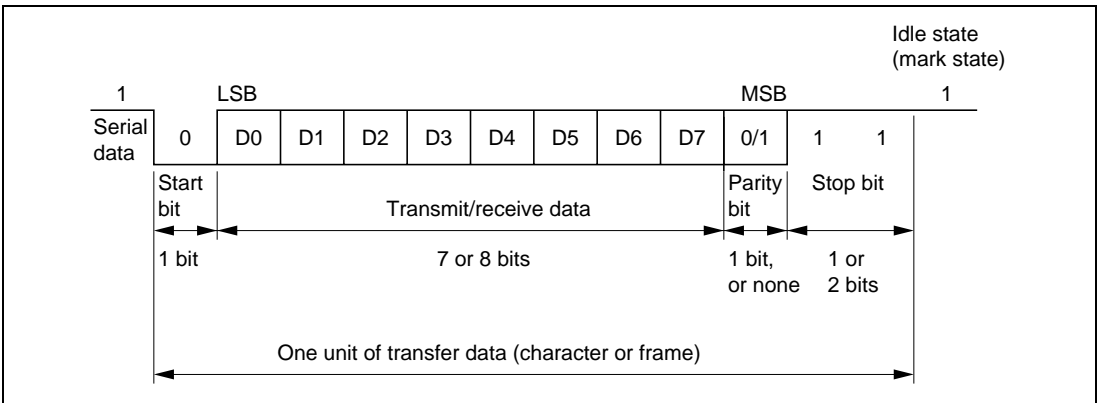 Idle state
(mark state)
1 LSB MSB 1
Serial
data
0 D0 D1 D2 D3 D4 D5 D6 D7 0/1 1 1
Start
bit
Transmit/receive data
Parity
bit
Stop bit
1 bit
7 or 8 bits
1 bit,
or none
1 or
2 bits
One unit of transfer data (character or frame)